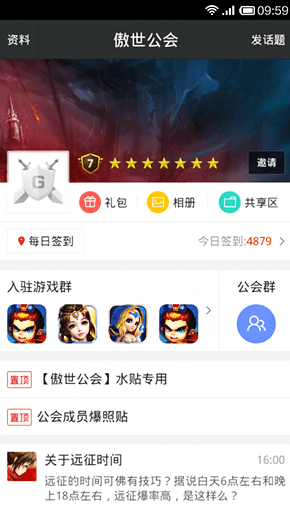 09:59
资料
傲世公会
发话题
7
邀请
G
礼包
相册
共享区
每日签到
今日签到:4879
入驻游戏群
公会群
置顶
【傲世公会】水贴专用
置顶
公会成员爆照贴
关于远征时间
16:00
远征的时间可佛有技巧？据说白天6点左右和晚
上18点左右，远征爆率高，是这样么？